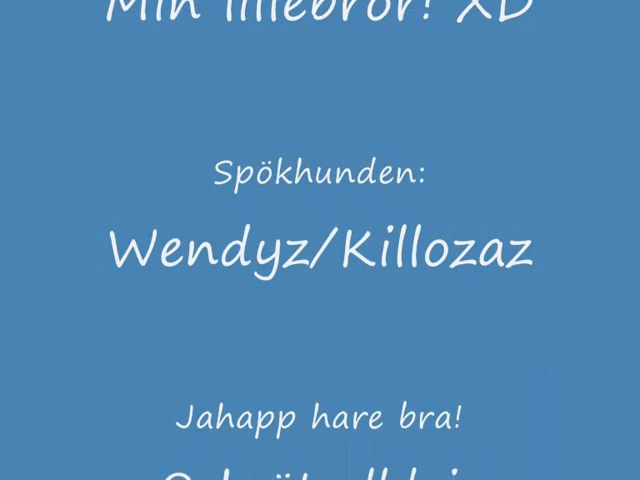 Min lillebror! XD
Spökhunden:
Wendyz/Killozaz
Jahapp hare bra!